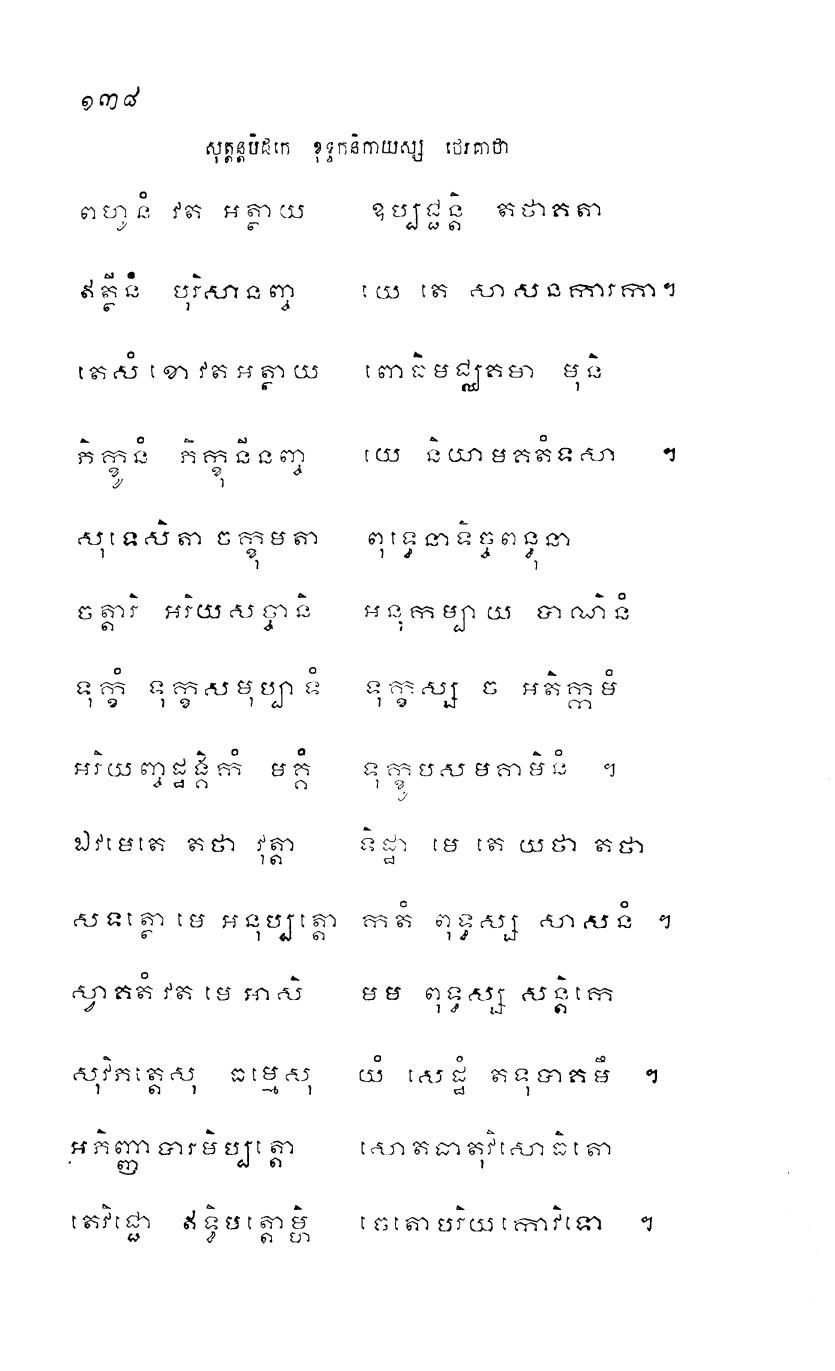 ១៣៨
សុត្តន្តបិដកេ ខុទ្ទកនិកាយស្ស ថេរគាថា
ពហូនំ វត អត្ថាយ ឧប្បជ្ជន្តិ តថាគតា
ឥត្ថីនំ បុរិសានញ្ច យេ តេ សាសនការកា។
តេសំ ខោ វត អត្ថាយ ពោធិមជ្ឈគមា មុនិ
ភិក្ខូនំ ភិក្ខុនីនញ្ច យេ និយាមគតំទសា ។
សុទេសិតា ចក្ខុមតា ពុទ្ធេនាទិច្ចពន្ធុនា
ចត្តារិ អរិយសច្ចានិ អនុកម្បាយ បាណិនំ
ទុក្ខំ ទុក្ខសមុប្បាទំ ទុក្ខស្ស ច អតិក្កមំ
អរិយញ្ចដ្ឋង្គិកំ មគ្គំ ទុក្ខូបសមគាមិនំ ។
ឯវមេតេ តថា វុត្តា ទិដ្ឋា មេ តេ យថា តថា
សទត្ថោ មេ អនុប្បត្តោ កតំ ពុទ្ធស្ស សាសនំ ។
ស្វាគតំ វត មេ អាសិ មម ពុទ្ធស្ស សន្តិកេ
សុវិភត្តេសុ ធម្មេសុ យំ សេដ្ឋំ តទុបាគមឹ ។
អភិញ្ញាបារមិប្បត្តោ សោតធាតុវិសោធិតោ
តេវិជ្ជោ ឥទ្ធិបត្តោម្ហិ ចេតោបរិយកោវិទោ ។